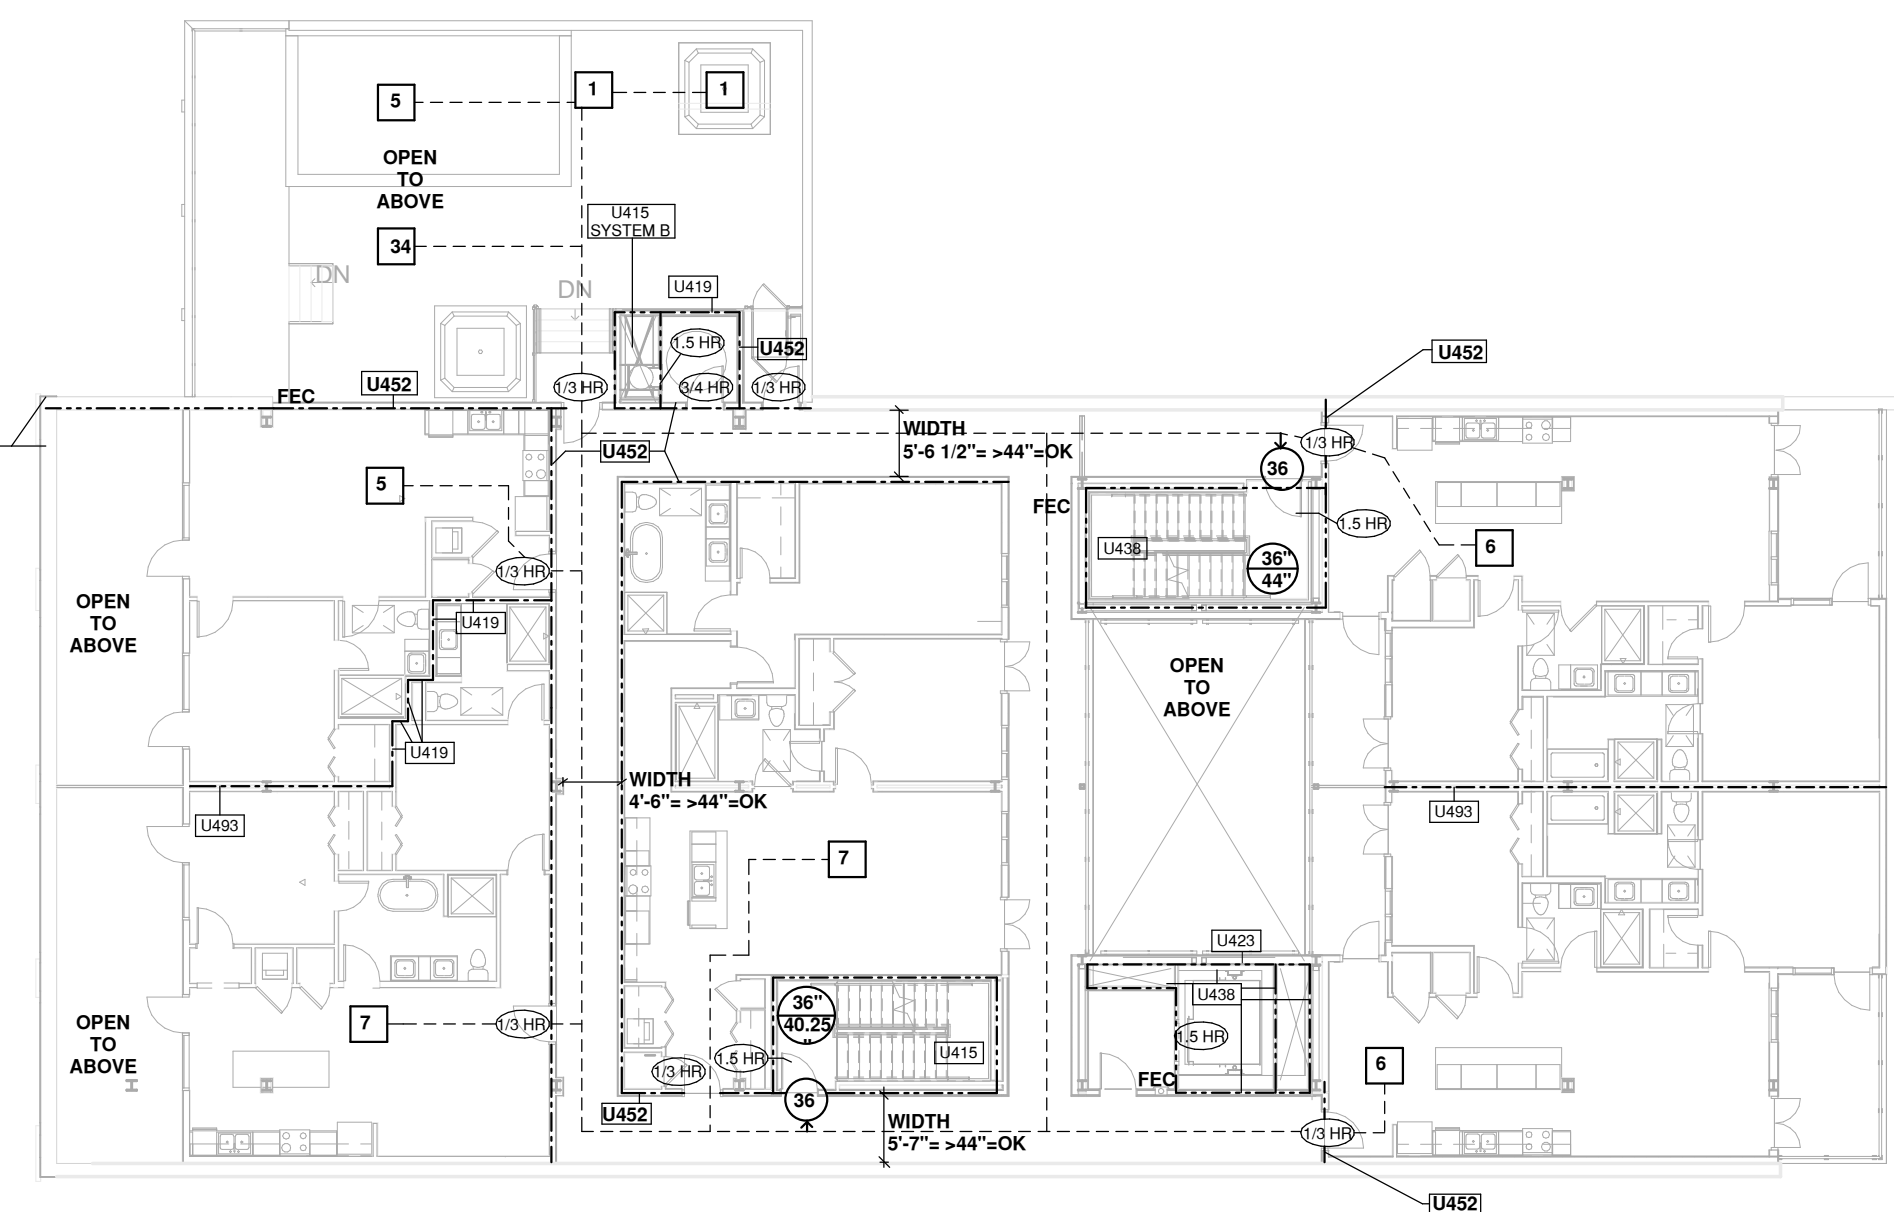 5
1
1
OPEN
TO
ABOVE
34
U415
SYSTEM B
DN
DN
U419
1.5 HR
U452
U452
FEC
U452
1/3 HR
3/4 HR
1/3 HR
WIDTH
5'-6 1/2"= >44"=OK
U452
1/3 HR
36
5
FEC
1.5 HR
U438
6
36"
44"
1/3 HR
OPEN
TO
ABOVE
U419
OPEN
TO
ABOVE
U419
WIDTH
4'-6"= >44"=OK
U493
U493
7
U423
U438
36"
40.25
"
OPEN
TO
ABOVE
7
1/3 HR
1.5 HR
U415
1.5 HR
1/3 HR
FEC
6
36
U452
WIDTH
5'-7"= >44"=OK
1/3 HR
U452